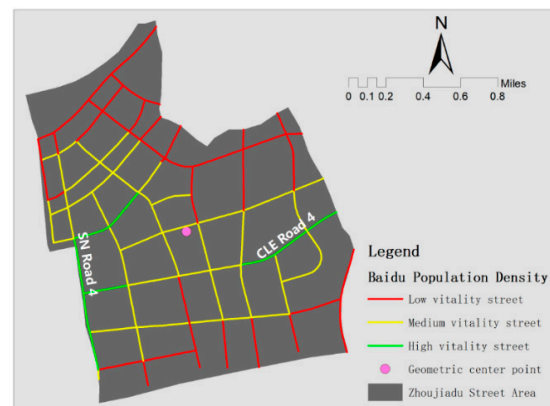 N
Miles
0 0.1 0.2 0.4 0.6 0.8
SN Road 4
CLE Road 4
Legend
Baidu Population Density
Low vitality street
Medium vitality street
High vitality street
Geometric center point
Zhoujiadu Street Area